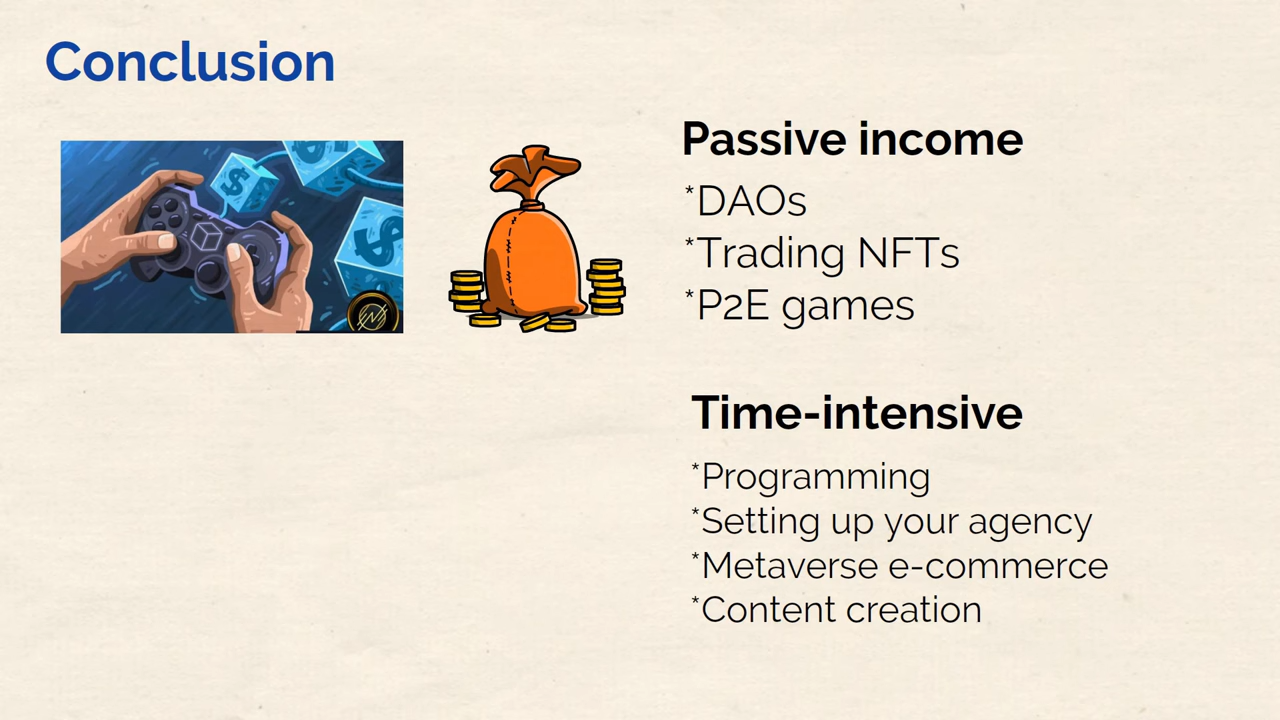 Conclusion
Passive income
*DAOs
*Trading NFTs
*P2E games
Time-intensive
*Programming
*Setting up your agency
*Metaverse e-commerce
*Content creation
$
$